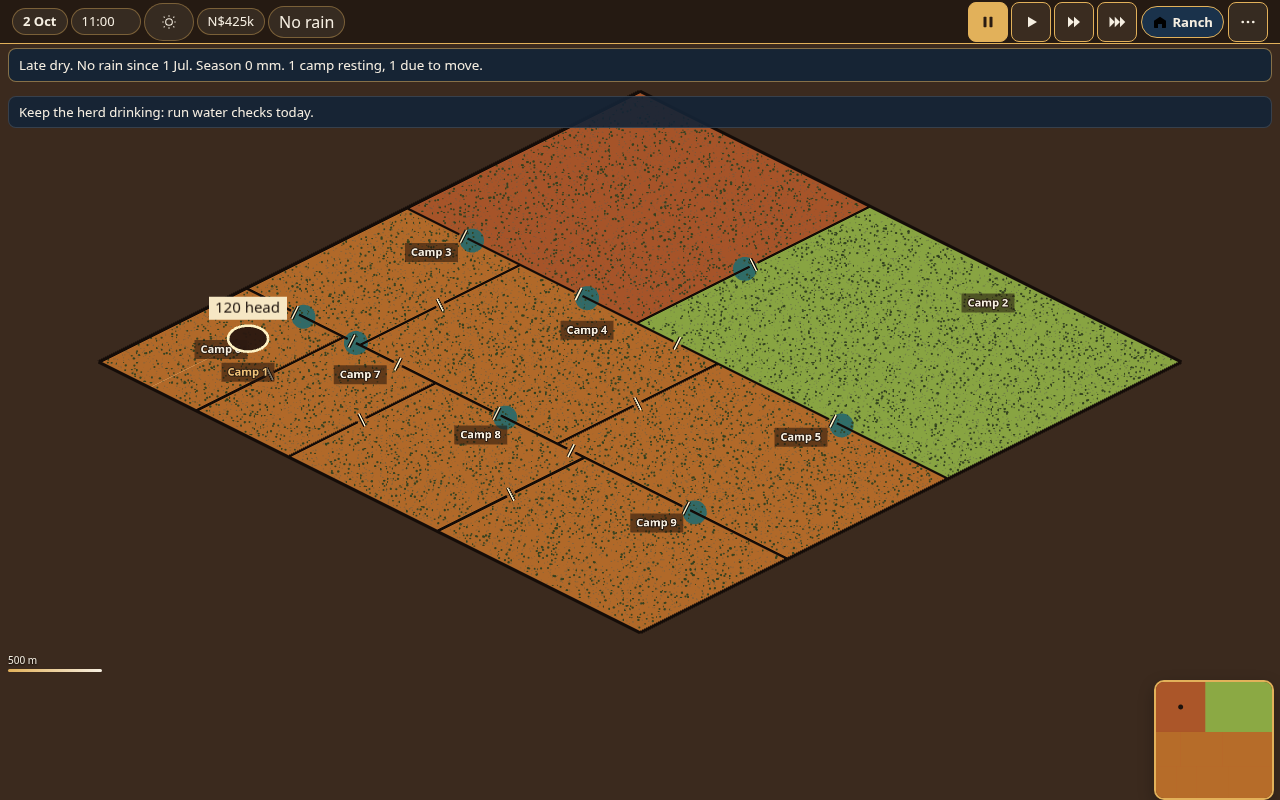 2 Oct
11:00
N$425k
No rain
Ranch
Late dry. No rain since 1 Jul. Season 0 mm. 1 camp resting, 1 due to move.
Keep the herd drinking: run water checks today.
Camp 3
Camp 2
120 head
Camp 4
Camp
Camp 1
Camp 7
Camp 8
Camp 5
Camp 9
500 m